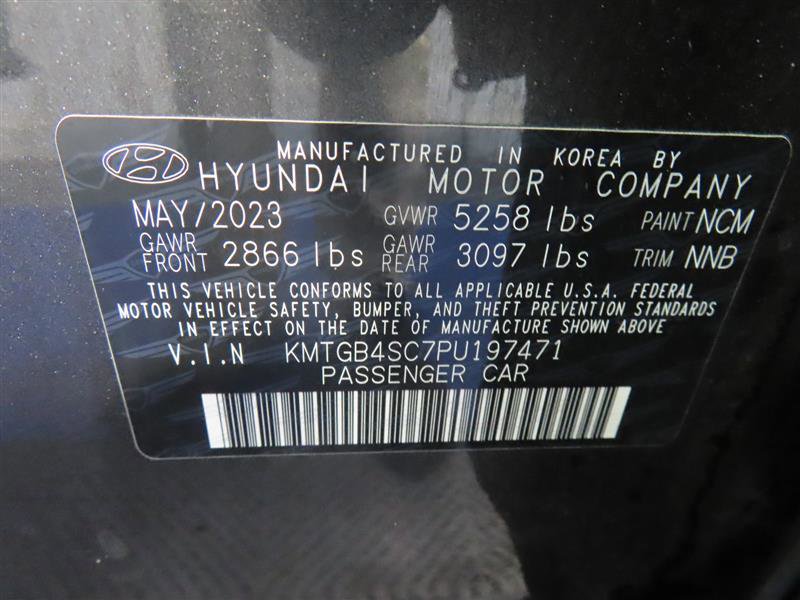 MANUFACTURED IN KOREA BY
HYUNDAI MOTOR COMPANY
MAY/2023 GVWR 5258 lbs PAINT NCM
GAWR FRONT 2866 lbs GAWR REAR 3097 lbs TRIM NNB
THIS VEHICLE CONFORMS TO ALL APPLICABLE U.S.A. FEDERAL
MOTOR VEHICLE SAFETY, BUMPER, AND THEFT PREVENTION STANDARDS
IN EFFECT ON THE DATE OF MANUFACTURE SHOWN ABOVE
V.I.N KMTGB4SC7PU197471
PASSENGER CAR